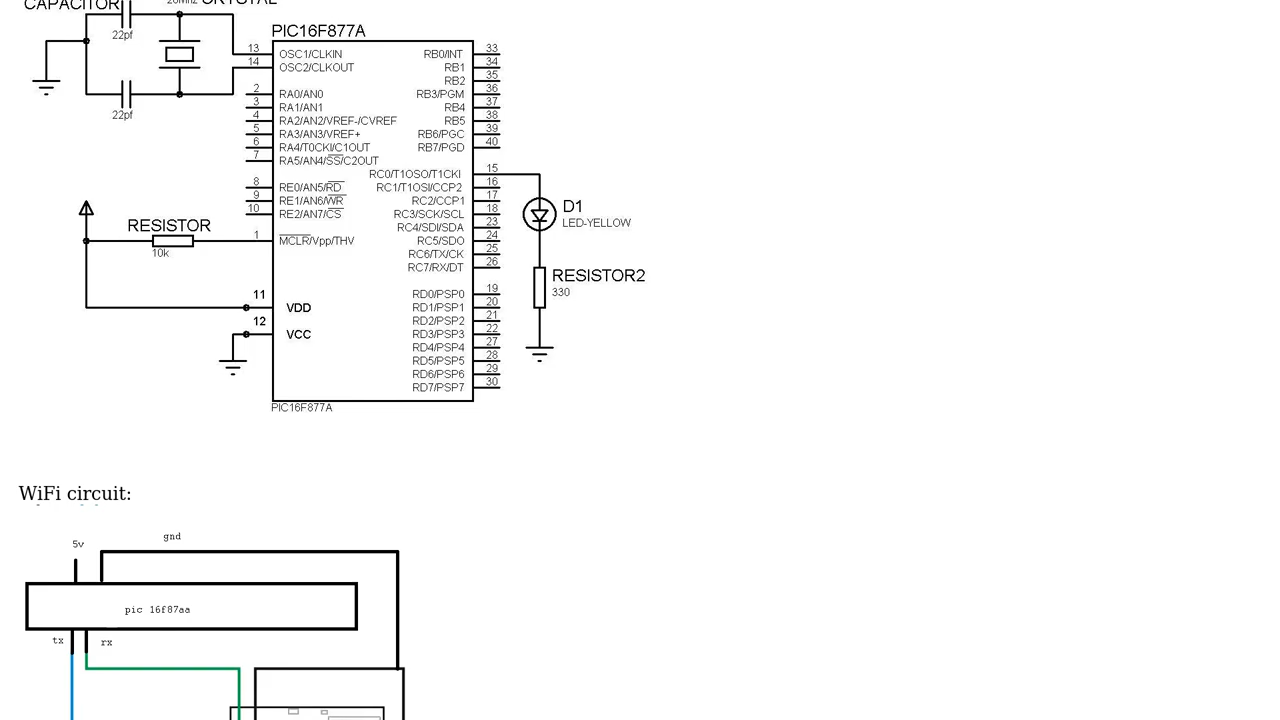 CAPACITOR
CRYSTAL
22pf
22pf
PIC16F877A
13 OSC1/CLKIN
14 OSC2/CLKOUT
2 RA0/AN0
3 RA1/AN1
4 RA2/AN2/VREF-/CVREF
5 RA3/AN3/VREF+
6 RA4/T0CKI/C1OUT
7 RA5/AN4/SS/C2OUT
8 RE0/AN5/RD
9 RE1/AN6/WR
10 RE2/AN7/CS
1 MCLR/Vpp/THV
11 VDD
12 VCC
RB0/INT 33
RB1 34
RB2 35
RB3/PGM 36
RB4 37
RB5 38
RB6/PGC 39
RB7/PGD 40
RC0/T1OSO/T1CKI 15
RC1/T1OSI/CCP2 16
RC2/CCP1 17
RC3/SCK/SCL 18
RC4/SDI/SDA 23
RC5/SDO 24
RC6/TX/CK 25
RC7/RX/DT 26
RD0/PSP0 19
RD1/PSP1 20
RD2/PSP2 21
RD3/PSP3 22
RD4/PSP4 27
RD5/PSP5 28
RD6/PSP6 29
RD7/PSP7 30
PIC16F877A
RESISTOR
10k
D1
LED-YELLOW
RESISTOR2
330
WiFi circuit:
gnd
5v
pic 16f87aa
tx
rx